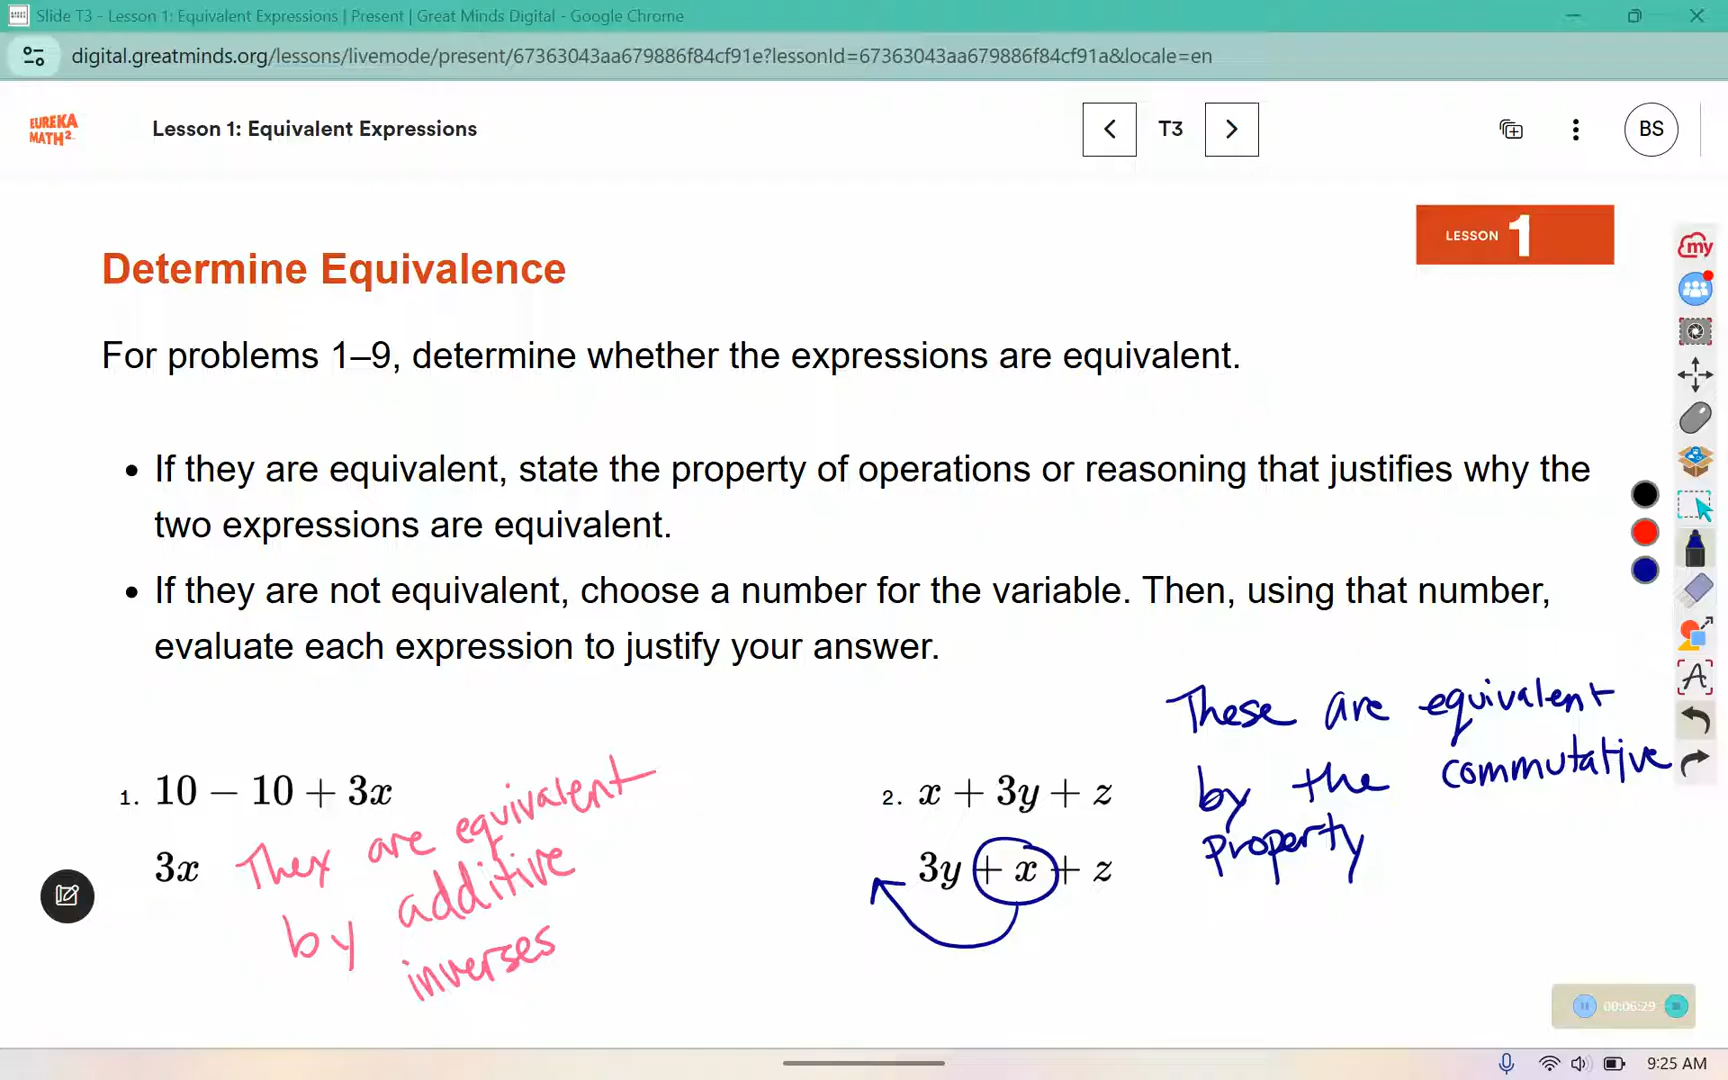 Slide T3 - Lesson 1: Equivalent Expressions | Present | Great Minds Digital - Google Chrome
digital.greatminds.org/lessons/livemode/present/67363043aa679886f84cf91e?lessonId=67363043aa679886f84cf91a&locale=en
EUREKA
MATH²
Lesson 1: Equivalent Expressions
T3
BS
LESSON 1
my
Determine Equivalence
For problems 1–9, determine whether the expressions are equivalent.
• If they are equivalent, state the property of operations or reasoning that justifies why the
two expressions are equivalent.
• If they are not equivalent, choose a number for the variable. Then, using that number,
evaluate each expression to justify your answer.
1. 10 − 10 + 3x
3x
They are equivalent
by additive
inverses
2. x + 3y + z
3y + x + z
These are equivalent
by the commutative
property
A
00:06:29
9:25 AM